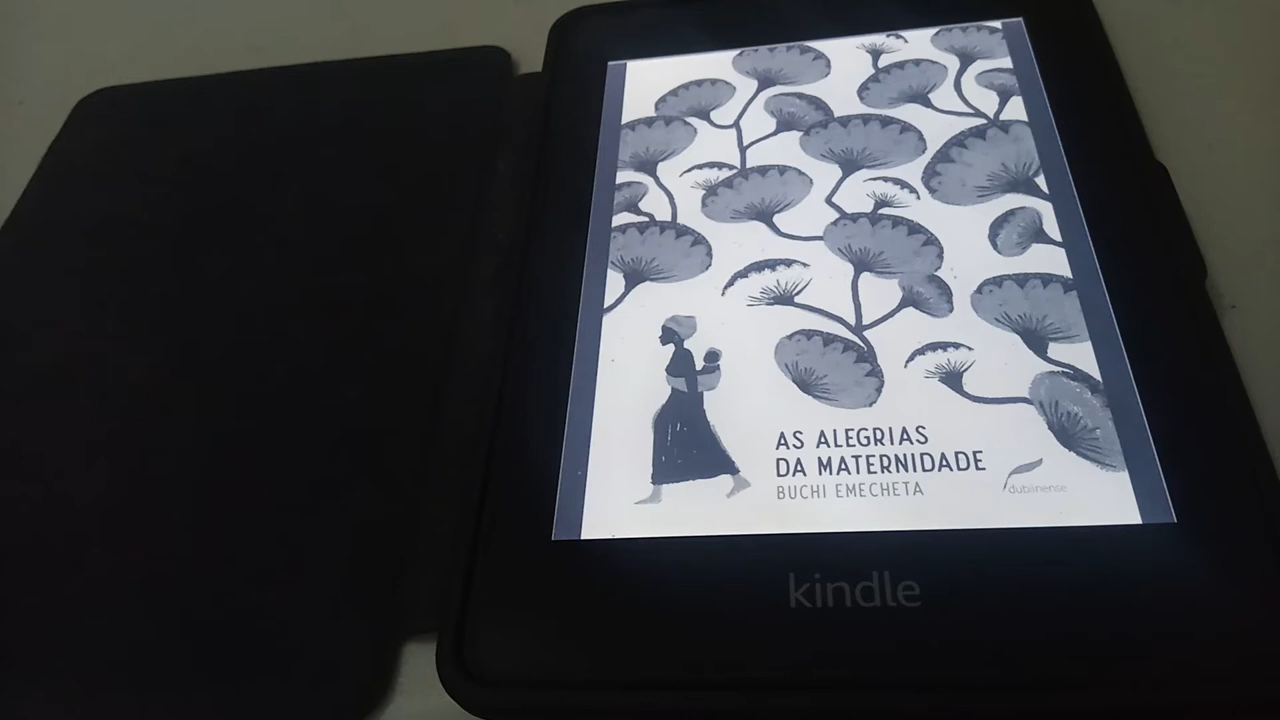 AS ALEGRIAS
DA MATERNIDADE
BUCHI EMECHETA
dublinense
kindle